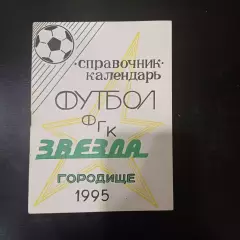 •СПРАВОЧНИК•
КАЛЕНДАРЬ
ФУТБОЛ
ФГК
ЗВЕЗДА
ГОРОДИЩЕ
1995